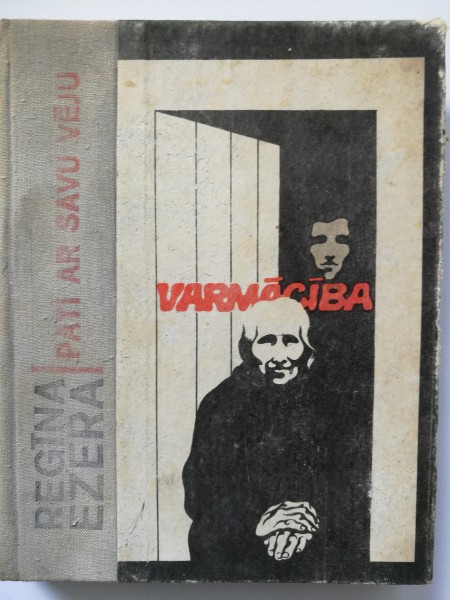 REGĪNA
EZERA
PATI AR SAVU VĒJU
VARMĀCĪBA